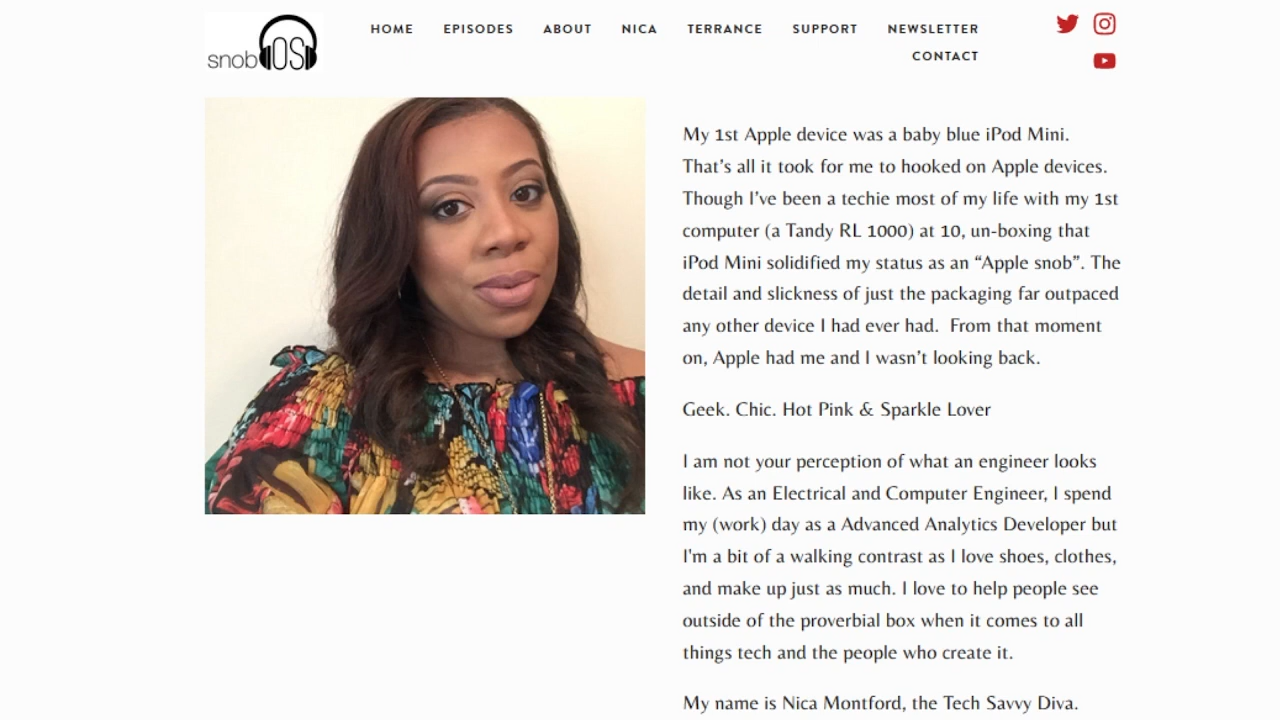 snobOS
HOME EPISODES ABOUT NICA TERRANCE SUPPORT NEWSLETTER
CONTACT
My 1st Apple device was a baby blue iPod Mini.
That’s all it took for me to hooked on Apple devices.
Though I’ve been a techie most of my life with my 1st
computer (a Tandy RL 1000) at 10, un-boxing that
iPod Mini solidified my status as an “Apple snob”. The
detail and slickness of just the packaging far outpaced
any other device I had ever had.  From that moment
on, Apple had me and I wasn’t looking back.
Geek. Chic. Hot Pink & Sparkle Lover
I am not your perception of what an engineer looks
like. As an Electrical and Computer Engineer, I spend
my (work) day as a Advanced Analytics Developer but
I'm a bit of a walking contrast as I love shoes, clothes,
and make up just as much. I love to help people see
outside of the proverbial box when it comes to all
things tech and the people who create it.
My name is Nica Montford, the Tech Savvy Diva.